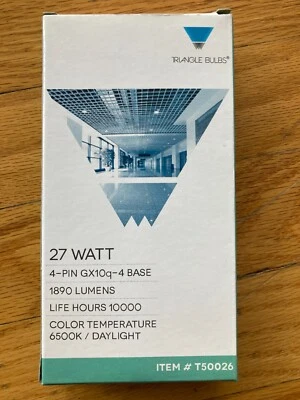 TRIANGLE BULBS®
27 WATT
4-PIN GX10q-4 BASE
1890 LUMENS
LIFE HOURS 10000
COLOR TEMPERATURE
6500K / DAYLIGHT
ITEM # T50026